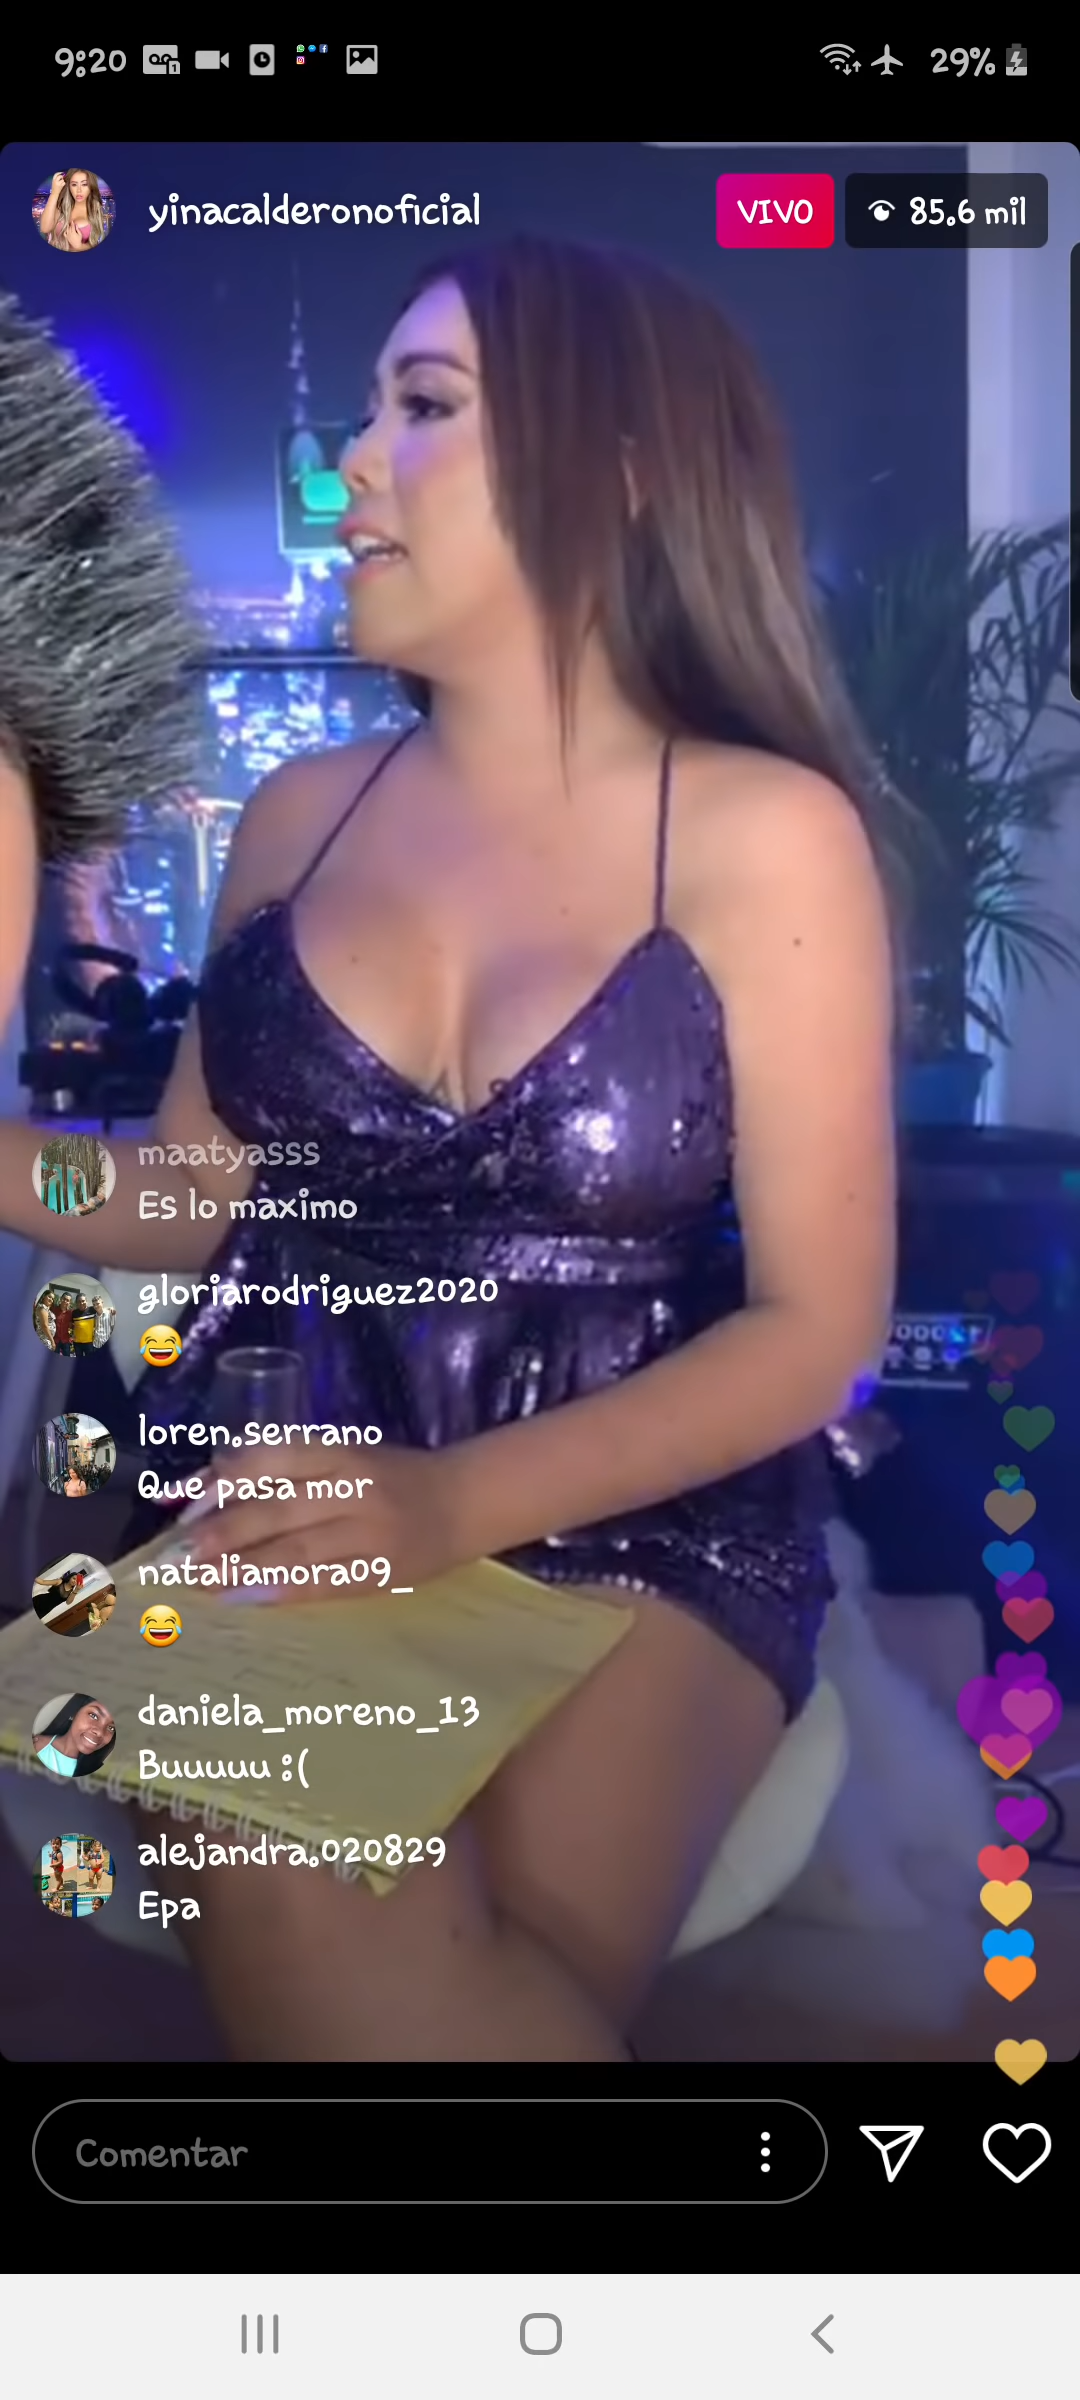 9:20
29%
yinacalderonoficial
VIVO
85.6 mil
maatyasss
Es lo maximo
gloriarodriguez2020
😂
loren.serrano
Que pasa mor
nataliamora09_
😂
daniela_moreno_13
Buuuuu :(
alejandra.020829
Epa
Comentar